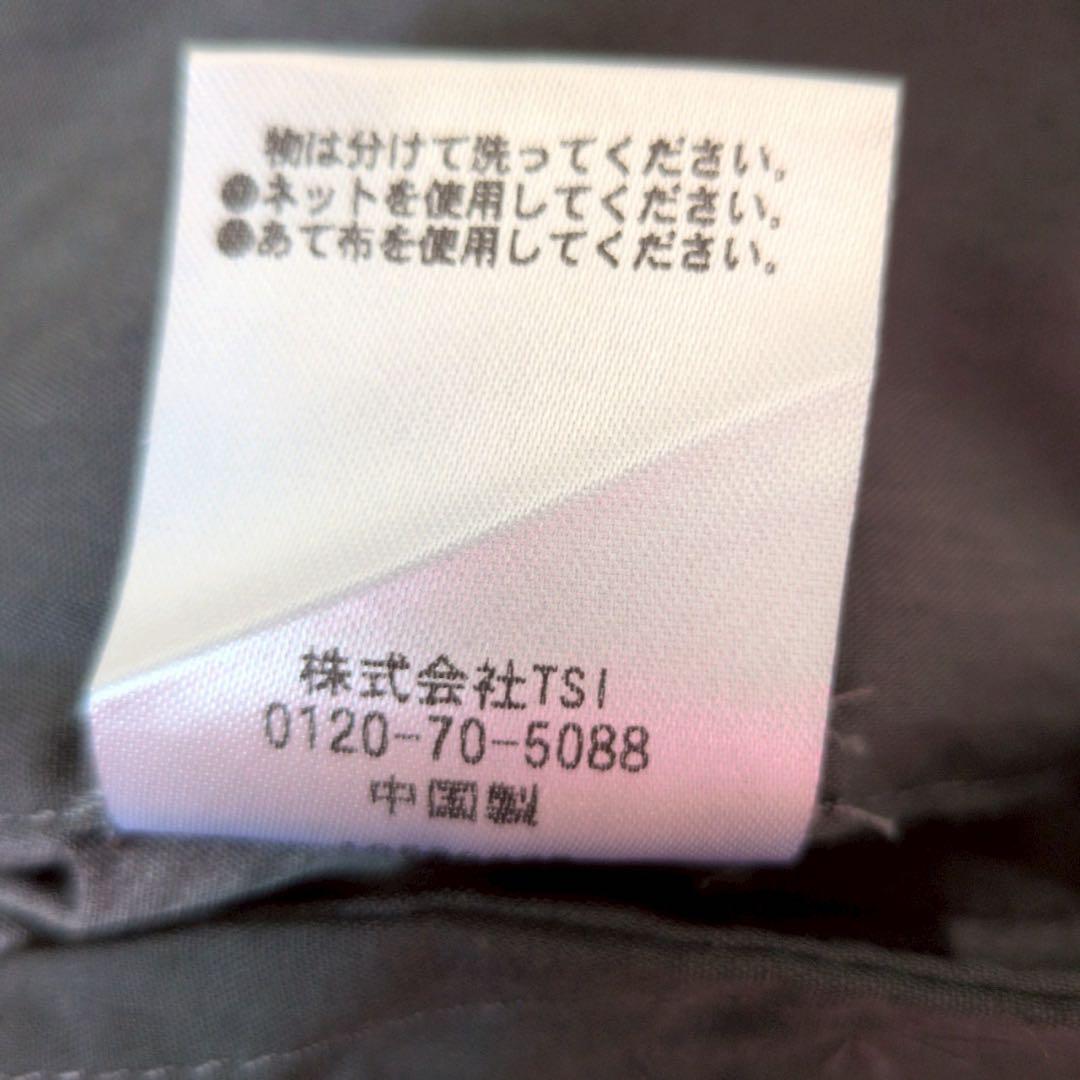 物は分けて洗ってください。
●ネットを使用してください。
●あて布を使用してください。
株式会社TSI
0120-70-5088
中国製